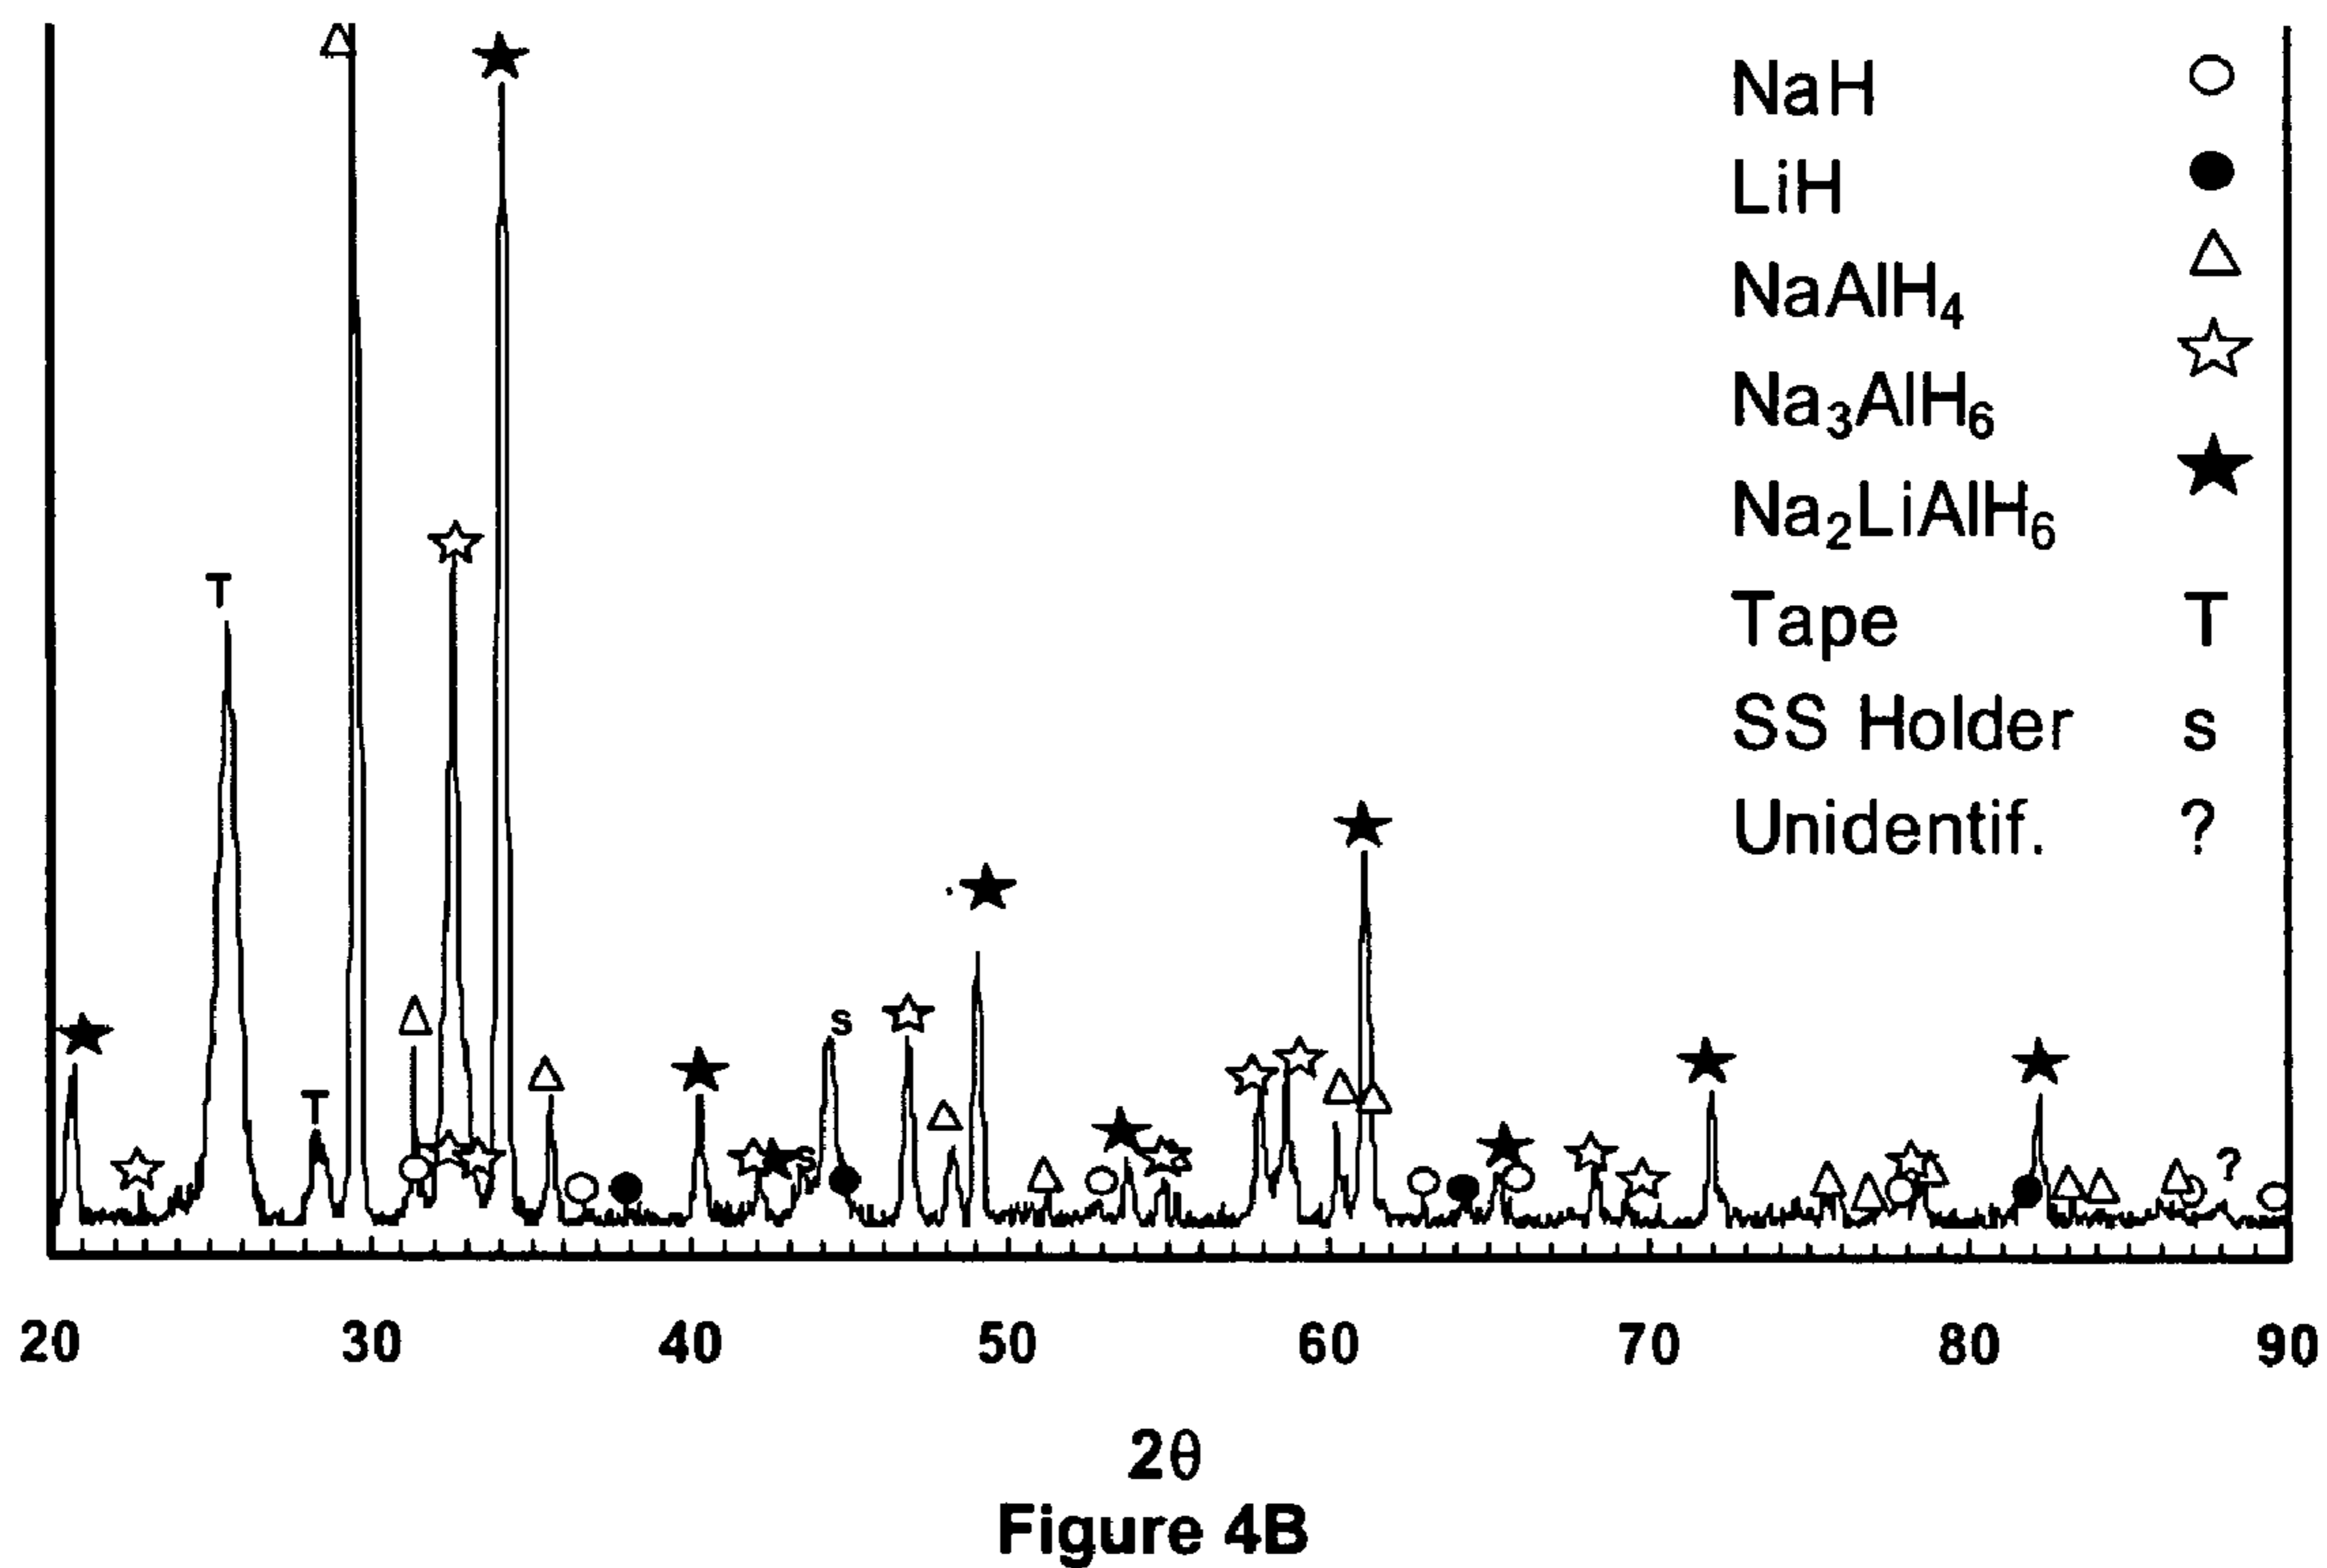 NaH ○
LiH ●
NaAlH₄ △
Na₃AlH₆ ☆
Na₂LiAlH₆ ★
Tape T
SS Holder s
Unidentif. ?
T
T
s
s
s
?
20 30 40 50 60 70 80 90
2θ
Figure 4B